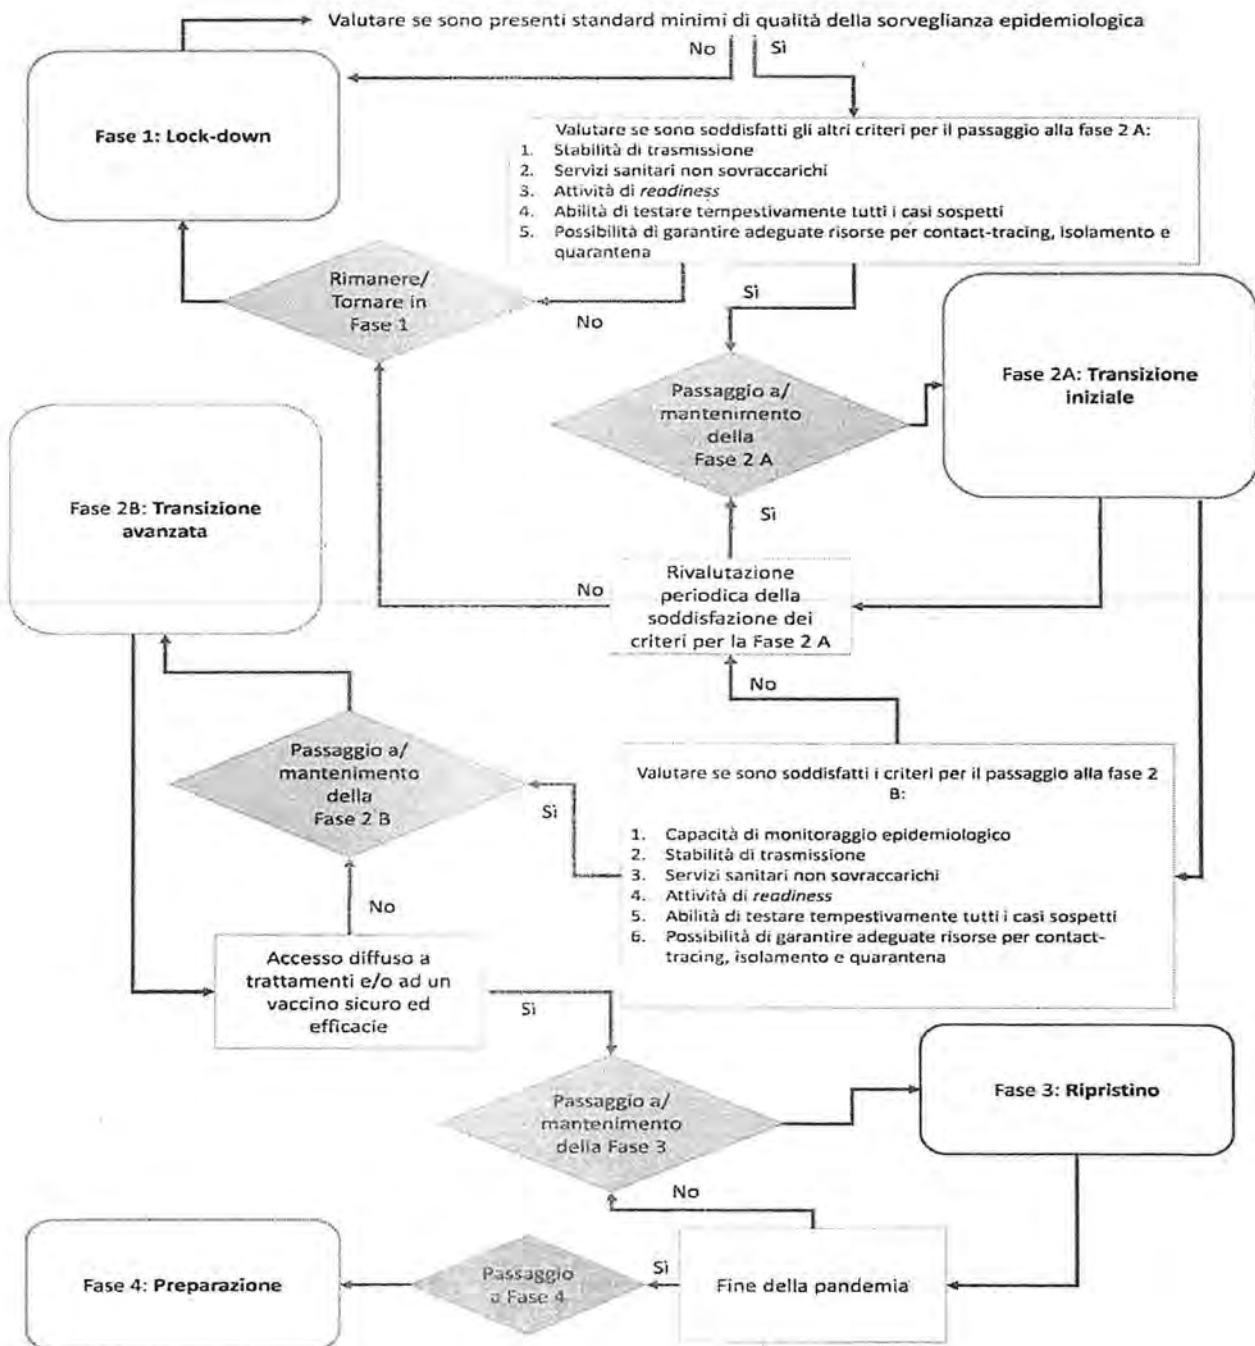 Valutare se sono presenti standard minimi di qualità della sorveglianza epidemiologica
No
Sì
Fase 1: Lock-down
Valutare se sono soddisfatti gli altri criteri per il passaggio alla fase 2 A:
1. Stabilità di trasmissione
2. Servizi sanitari non sovraccarichi
3. Attività di readiness
4. Abilità di testare tempestivamente tutti i casi sospetti
5. Possibilità di garantire adeguate risorse per contact-tracing, isolamento e
quarantena
Rimanere/
Tornare in
Fase 1
No
Sì
Passaggio a/
mantenimento
della
Fase 2 A
Fase 2A: Transizione
iniziale
Fase 2B: Transizione
avanzata
Sì
No
Rivalutazione
periodica della
soddisfazione dei
criteri per la Fase 2 A
No
Passaggio a/
mantenimento
della
Fase 2 B
Sì
Valutare se sono soddisfatti i criteri per il passaggio alla fase 2
B:
1. Capacità di monitoraggio epidemiologico
2. Stabilità di trasmissione
3. Servizi sanitari non sovraccarichi
4. Attività di readiness
5. Abilità di testare tempestivamente tutti i casi sospetti
6. Possibilità di garantire adeguate risorse per contact-
tracing, isolamento e quarantena
No
Accesso diffuso a
trattamenti e/o ad un
vaccino sicuro ed
efficacie
Sì
Passaggio a/
mantenimento
della Fase 3
Fase 3: Ripristino
No
Fase 4: Preparazione
Passaggio
a Fase 4
Sì
Fine della pandemia